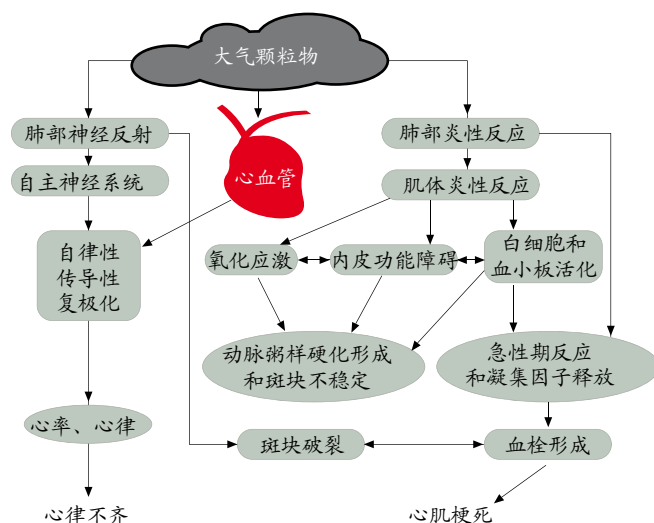 大气颗粒物
肺部神经反射
肺部炎性反应
自主神经系统
心血管
肌体炎性反应
自律性
传导性
复极化
氧化应激
内皮功能障碍
白细胞和
血小板活化
动脉粥样硬化形成
和斑块不稳定
急性期反应
和凝集因子释放
心率、心律
斑块破裂
血栓形成
心律不齐
心肌梗死